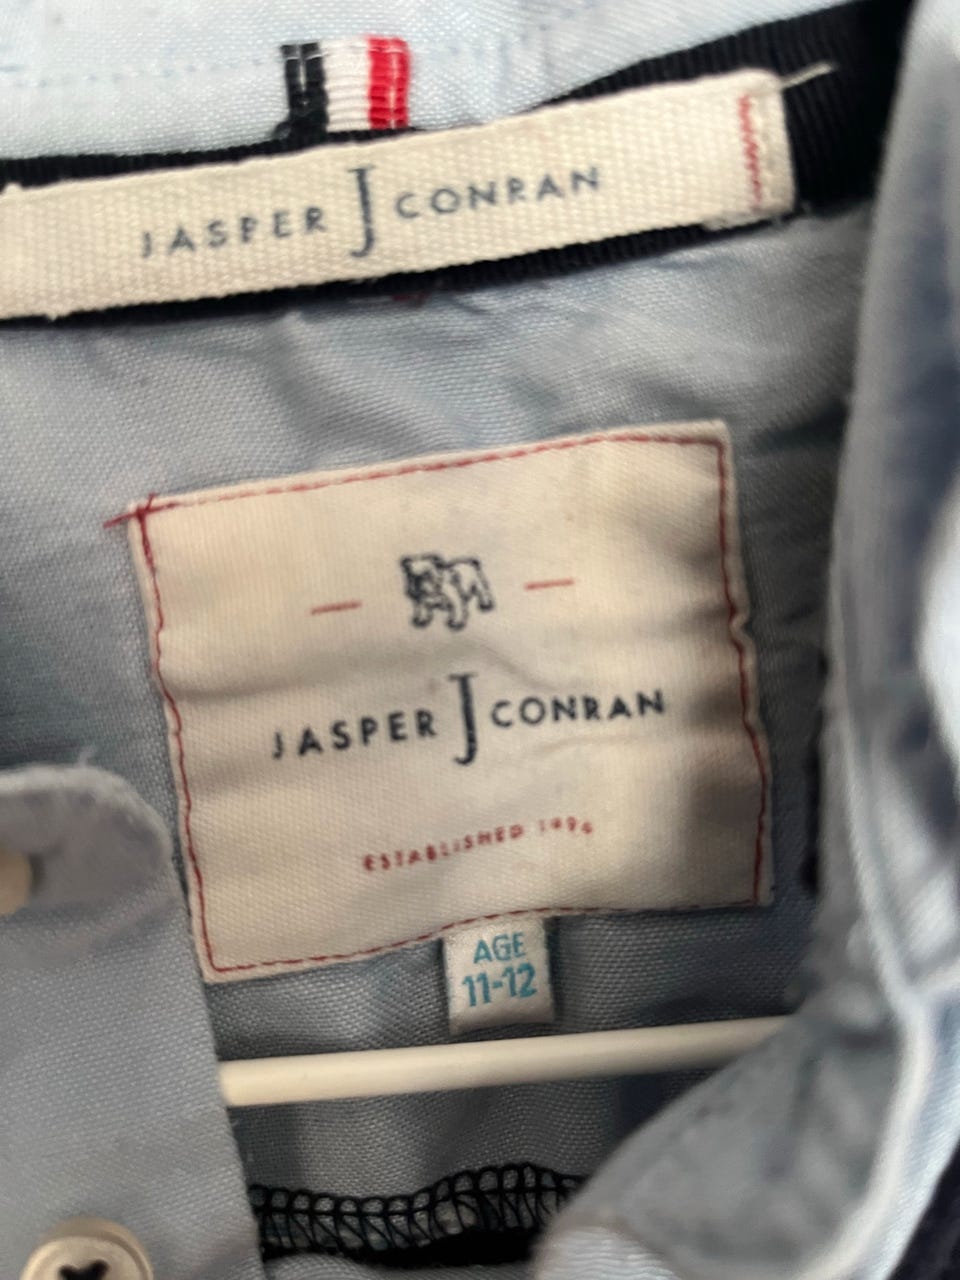 JASPER J CONRAN
JASPER J CONRAN
ESTABLISHED
AGE
11-12